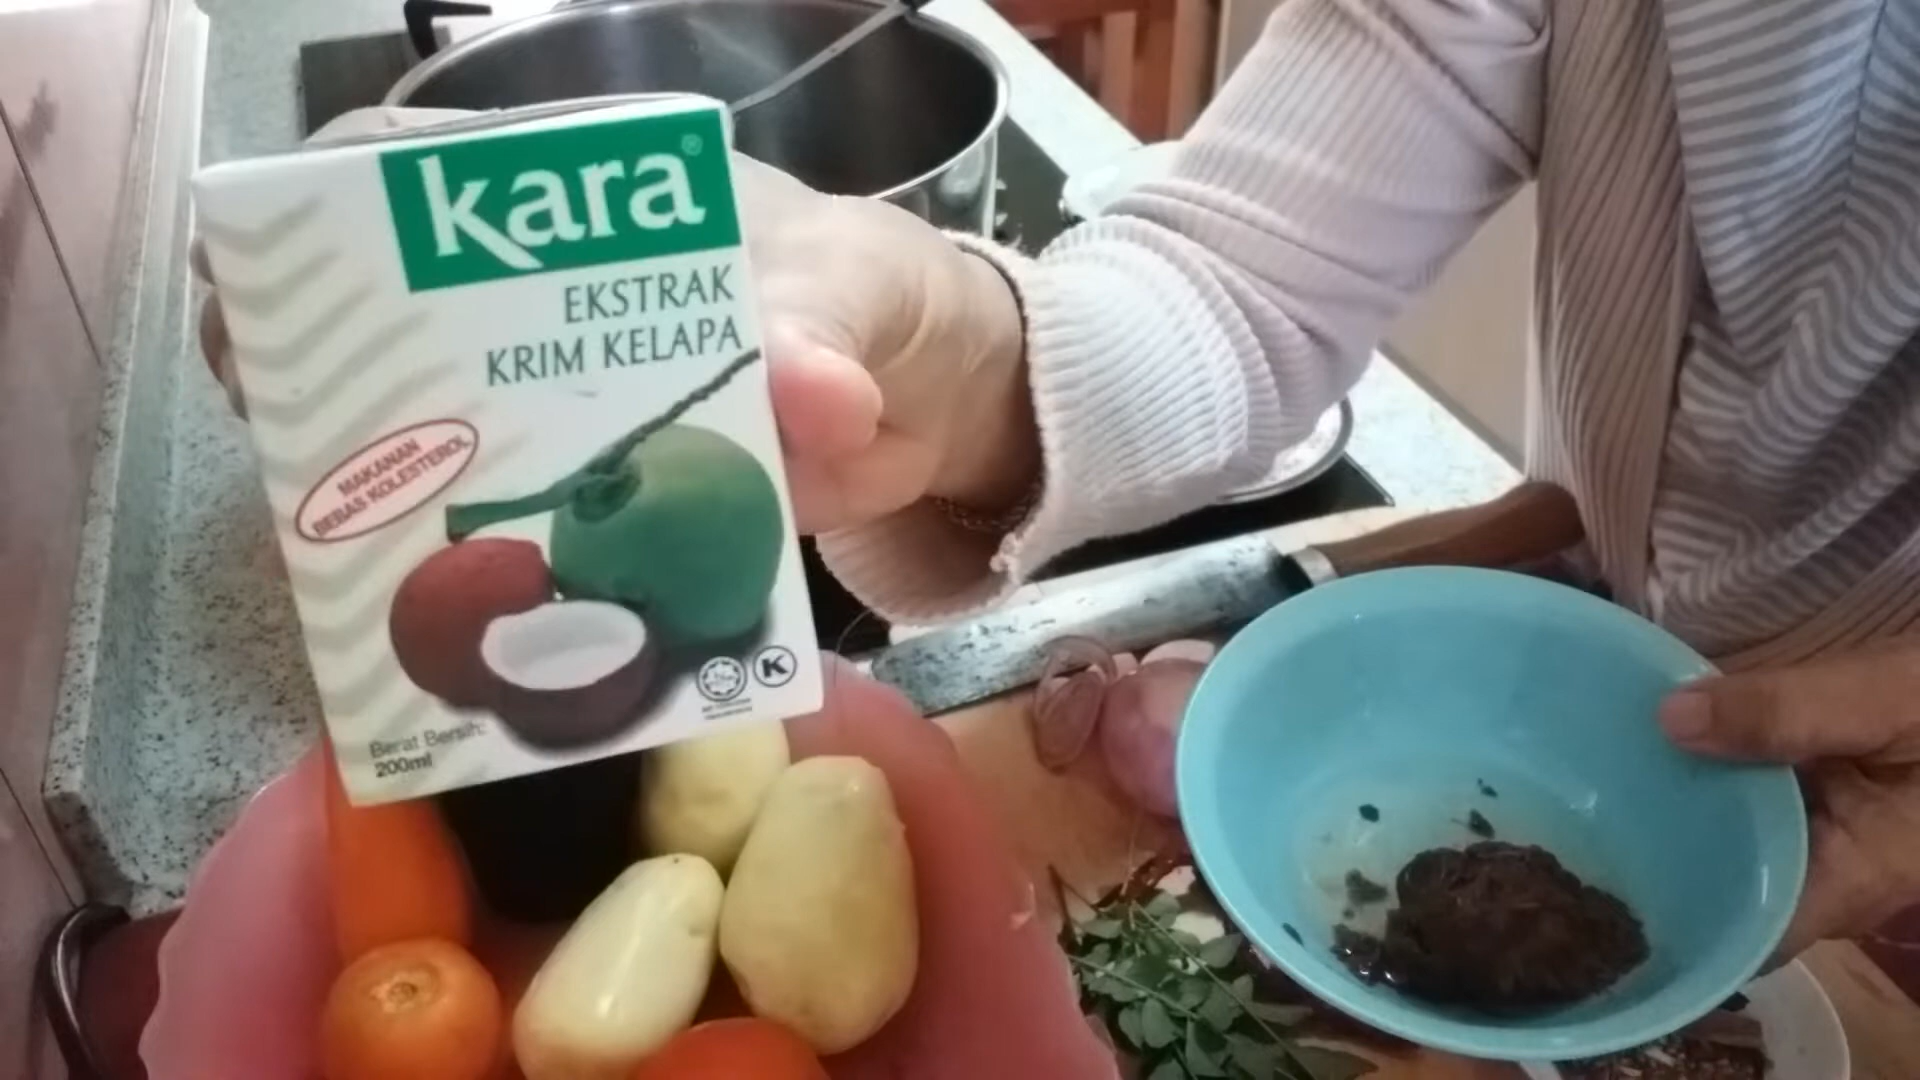 kara®
EKSTRAK
KRIM KELAPA
MAKANAN
BEBAS KOLESTEROL
K
Berat Bersih:
200ml